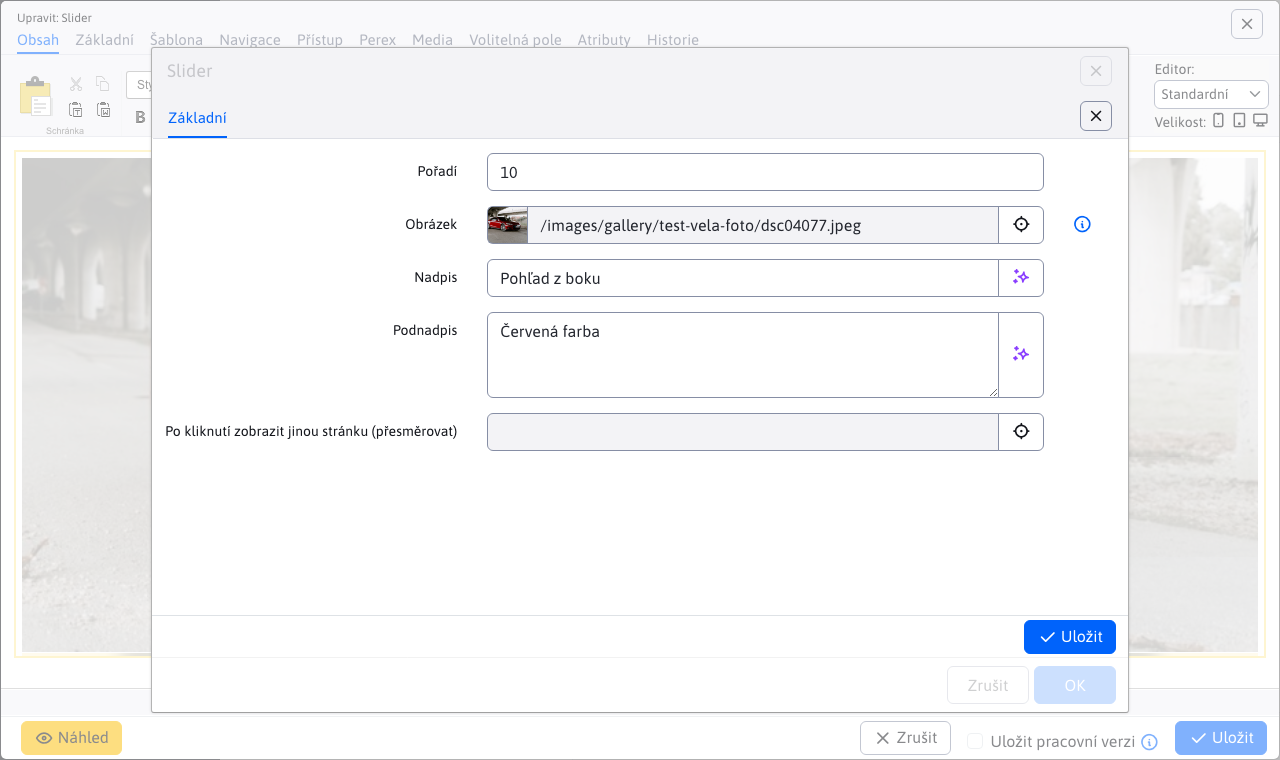 Upravit: Slider
Obsah Základní Šablona Navigace Přístup Perex Media Volitelná pole Atributy Historie
Slider
Editor:
Standardní
Velikost:
Schránka
B
Základní
Pořadí 10
Obrázek /images/gallery/test-vela-foto/dsc04077.jpeg
Nadpis Pohľad z boku
Podnadpis Červená farba
Po kliknutí zobrazit jinou stránku (přesměrovat)
Uložit
Zrušit OK
Náhled Zrušit Uložit pracovní verzi Uložit